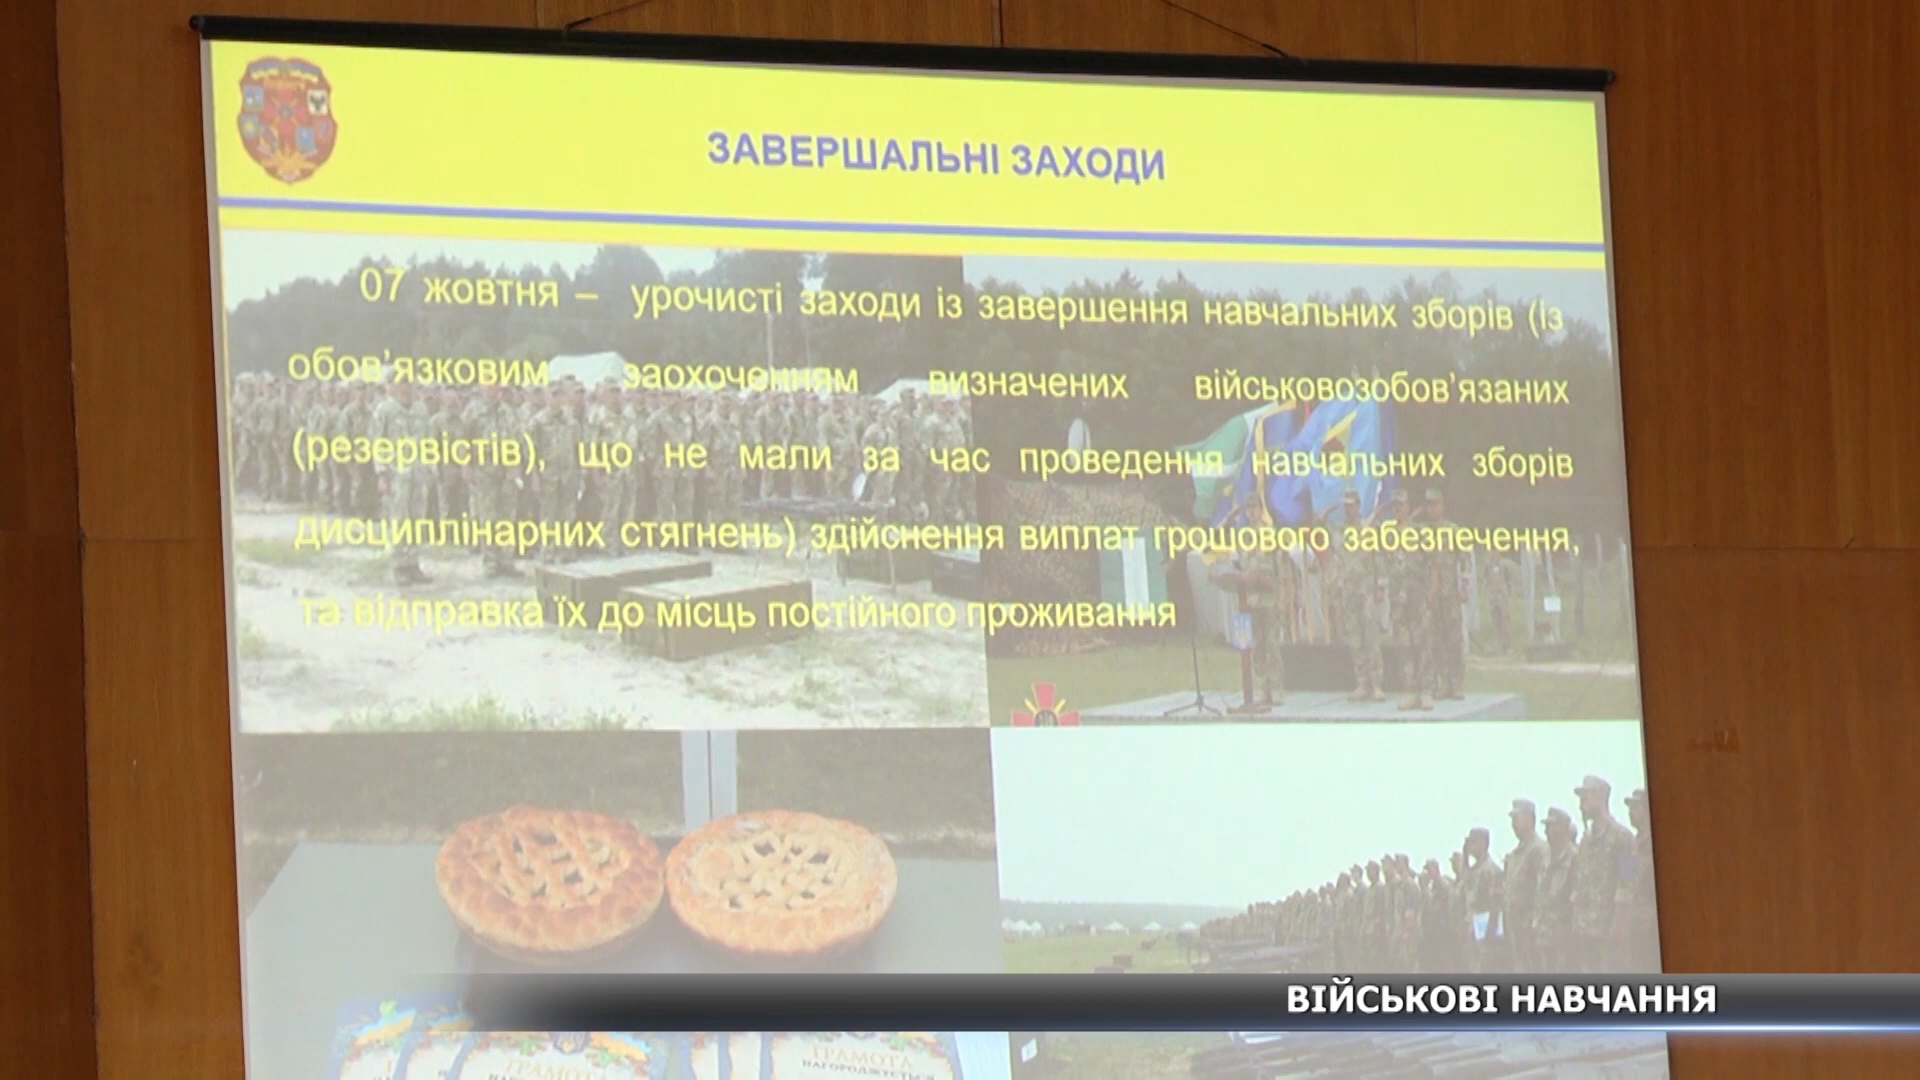 ЗАВЕРШАЛЬНІ ЗАХОДИ
07 жовтня – урочисті заходи із завершення навчальних зборів (із
обов’язковим заохоченням визначених військовозобов’язаних
(резервістів), що не мали за час проведення навчальних зборів
дисциплінарних стягнень) здійснення виплат грошового забезпечення,
та відправка їх до місць постійного проживання
ВІЙСЬКОВІ НАВЧАННЯ
ГРАМОТА
ГРАМОТА
НАГОРОДЖУЄТЬСЯ